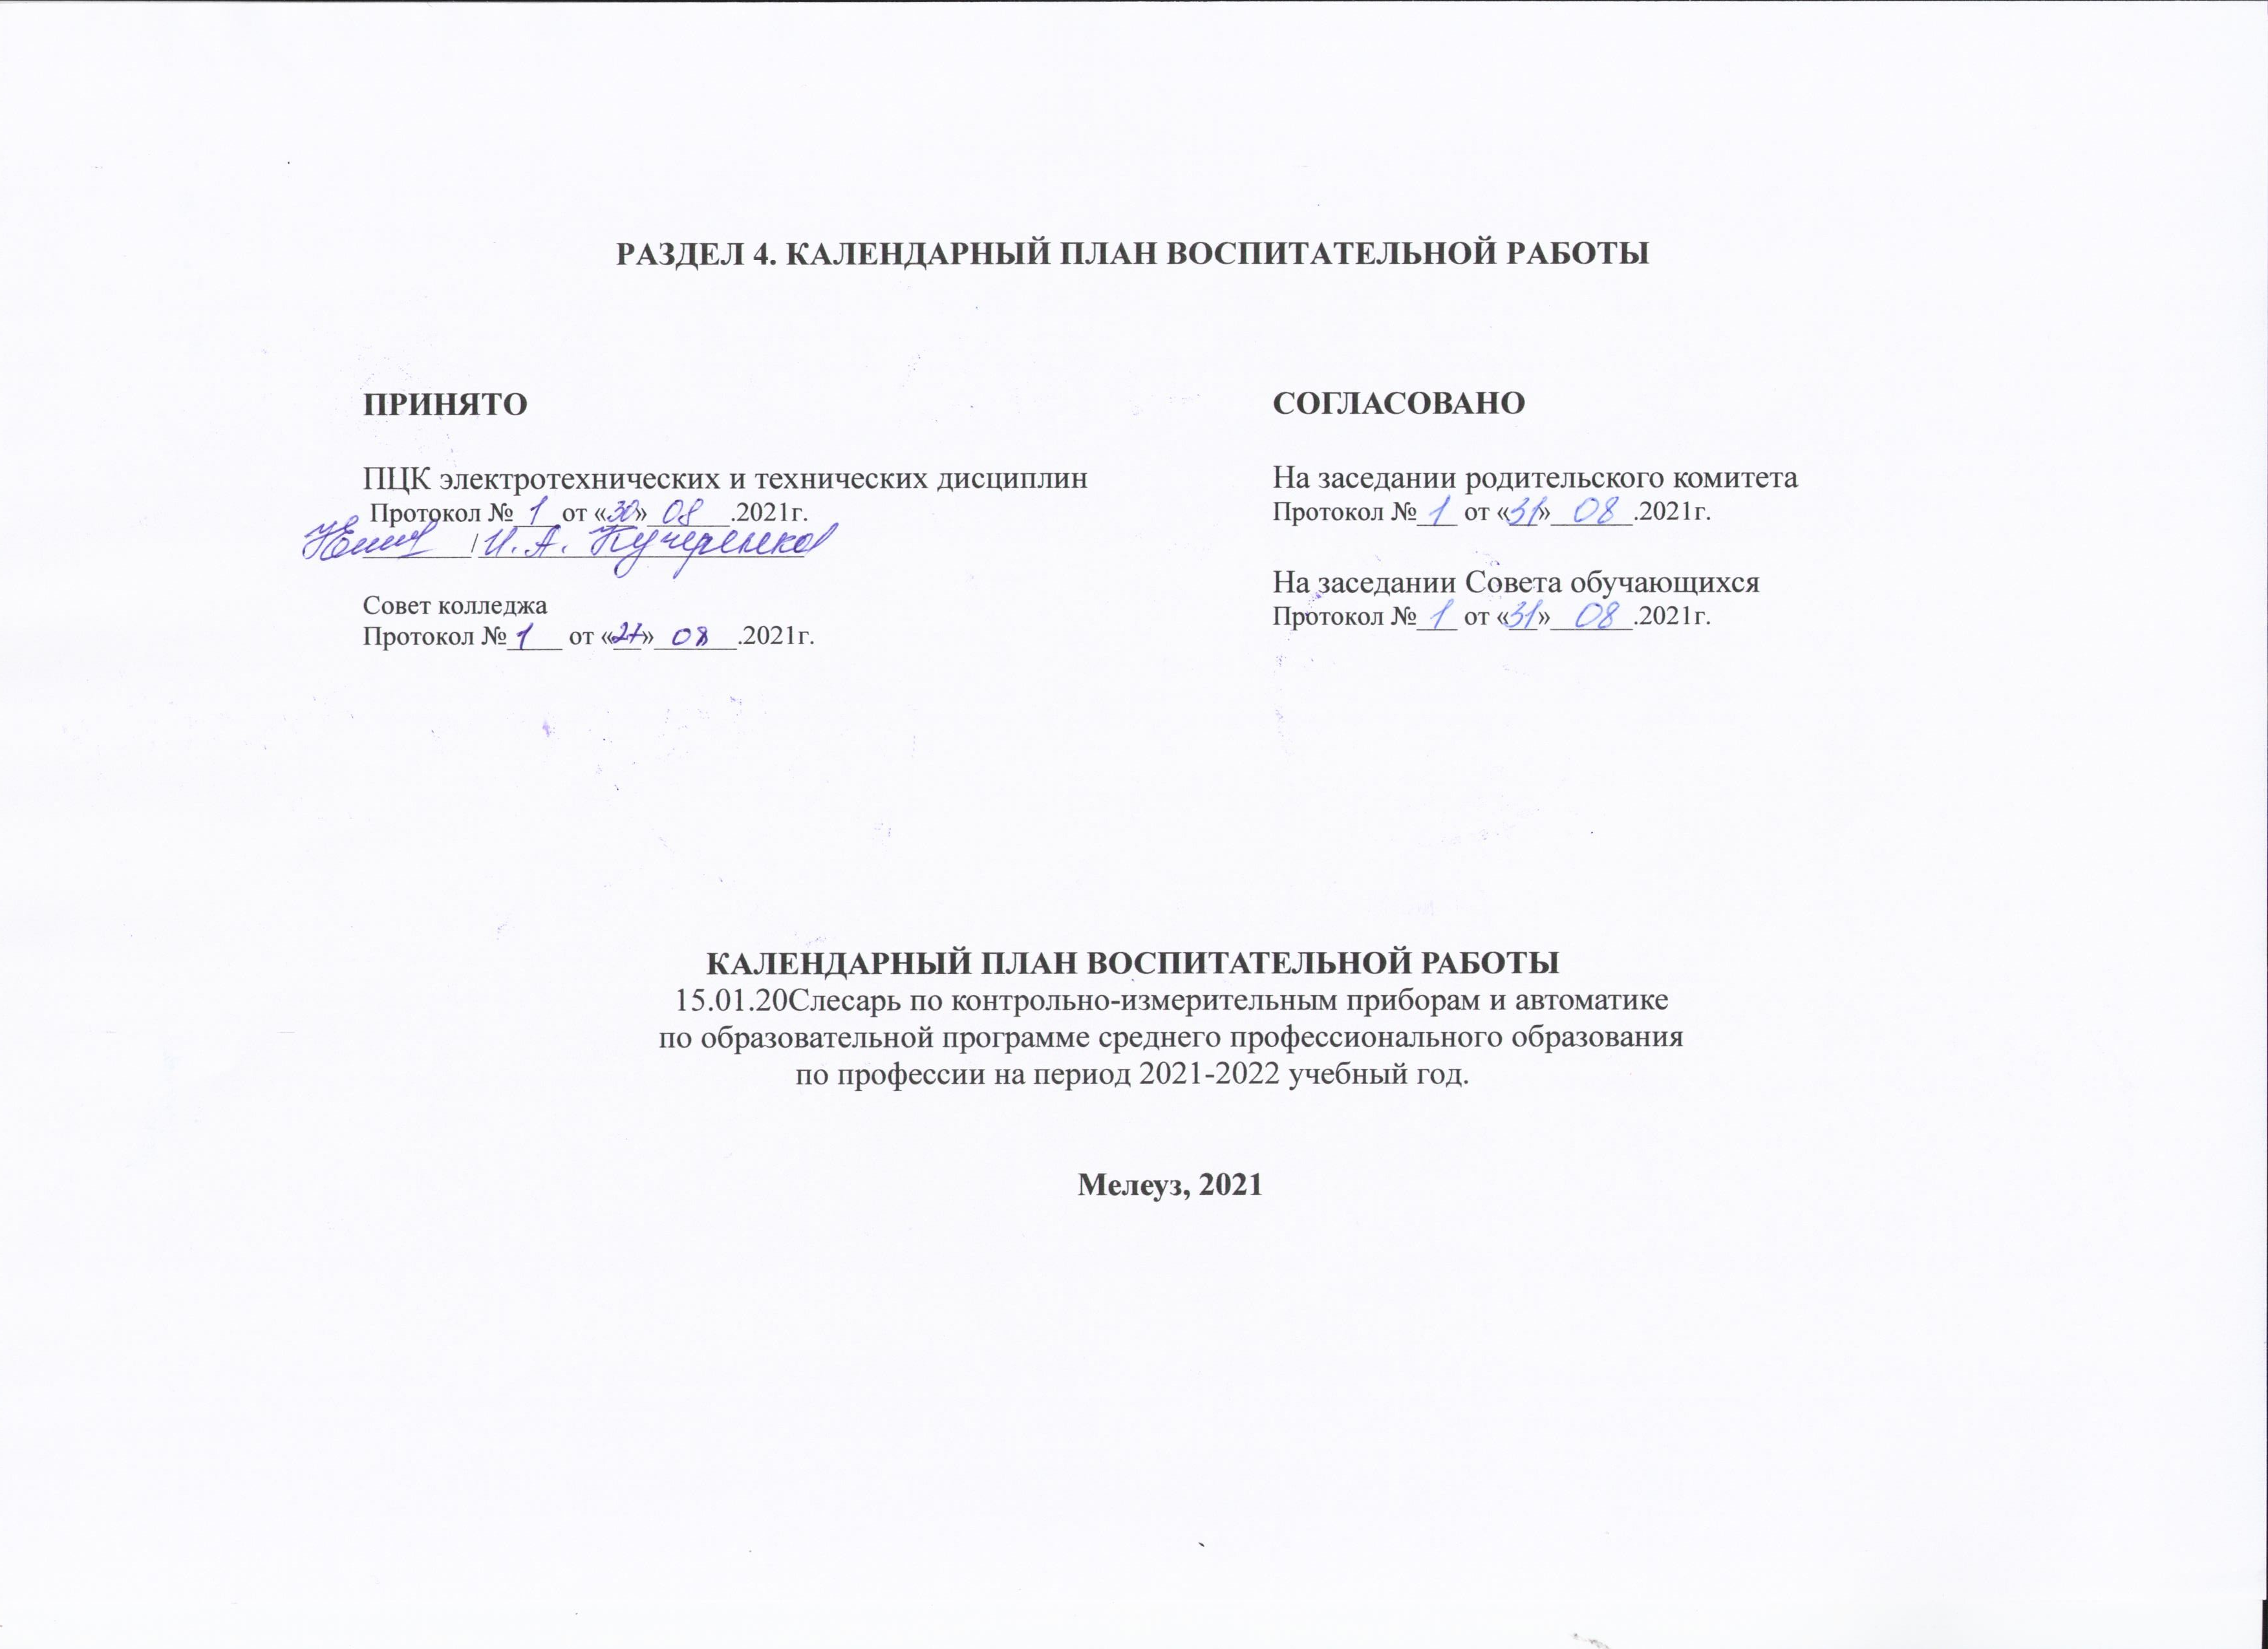 РАЗДЕЛ 4. КАЛЕНДАРНЫЙ ПЛАН ВОСПИТАТЕЛЬНОЙ РАБОТЫ
ПРИНЯТО
ПЦК электротехнических и технических дисциплин
Протокол № 1 от «30» 08 .2021г.
/ И. А. Кучеренко
Совет колледжа
Протокол № 1 от «27» 08 .2021г.
СОГЛАСОВАНО
На заседании родительского комитета
Протокол № 1 от «31» 08 .2021г.
На заседании Совета обучающихся
Протокол № 1 от «31» 08 .2021г.
КАЛЕНДАРНЫЙ ПЛАН ВОСПИТАТЕЛЬНОЙ РАБОТЫ
15.01.20Слесарь по контрольно-измерительным приборам и автоматике
по образовательной программе среднего профессионального образования
по профессии на период 2021-2022 учебный год.
Мелеуз, 2021